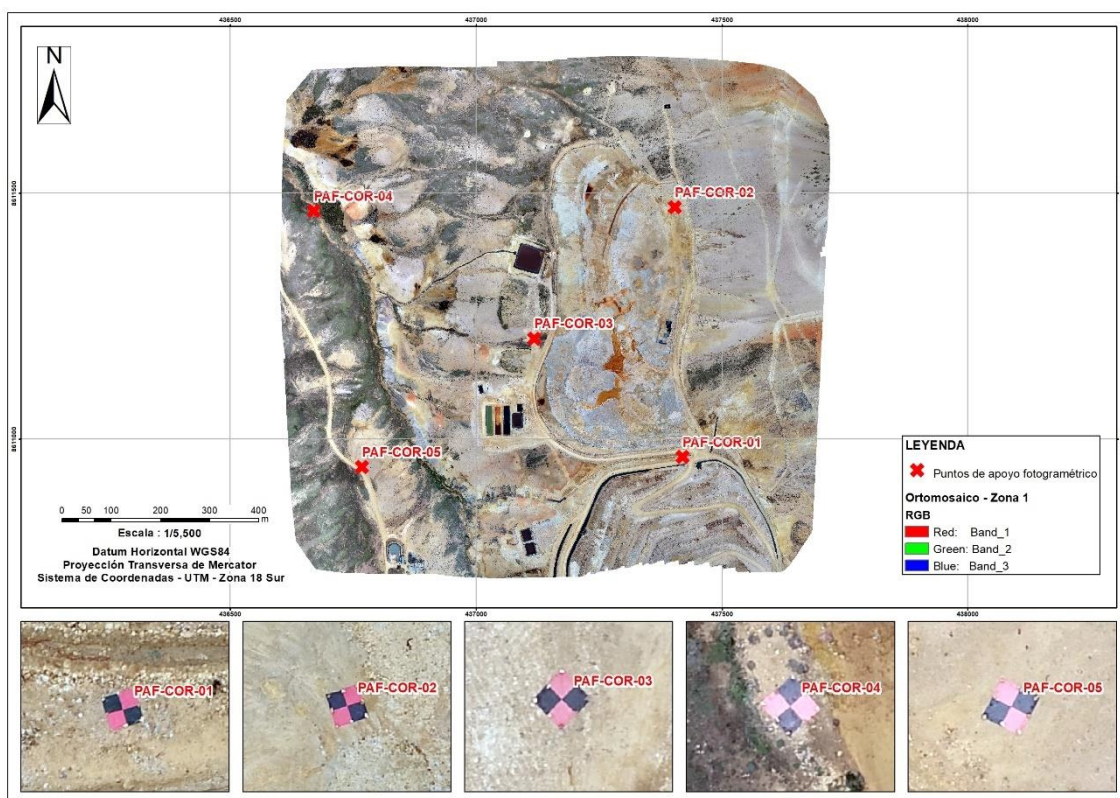 436500
437000
437500
438000
N
8611500
8611000
PAF-COR-04
PAF-COR-02
PAF-COR-03
PAF-COR-01
PAF-COR-05
0 50 100 200 300 400
m
Escala : 1/5,500
Datum Horizontal WGS84
Proyección Transversa de Mercator
Sistema de Coordenadas - UTM - Zona 18 Sur
LEYENDA
Puntos de apoyo fotogramétrico
Ortomosaico - Zona 1
RGB
Red: Band_1
Green: Band_2
Blue: Band_3
436500
437000
437500
438000
PAF-COR-01
PAF-COR-02
PAF-COR-03
PAF-COR-04
PAF-COR-05